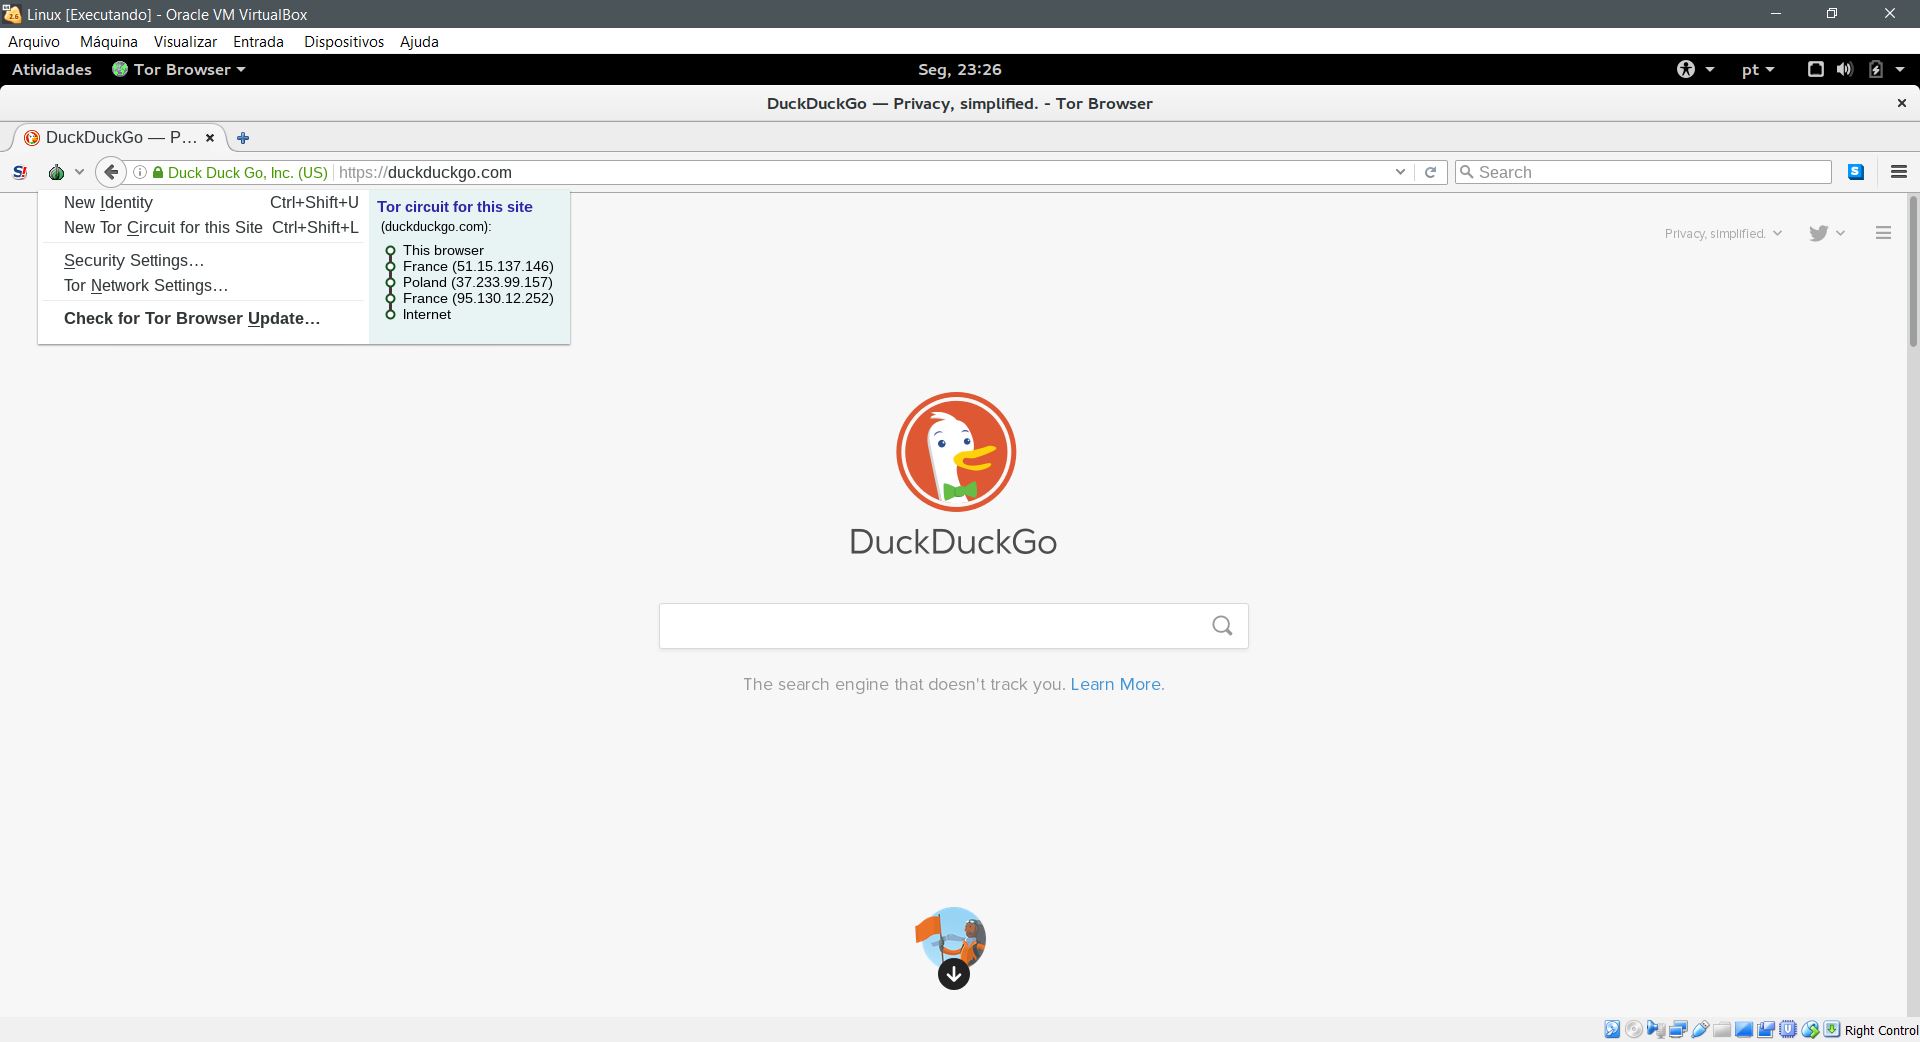 Linux [Executando] - Oracle VM VirtualBox
Arquivo Máquina Visualizar Entrada Dispositivos Ajuda
Atividades Tor Browser Seg, 23:26 pt
DuckDuckGo — Privacy, simplified. - Tor Browser
DuckDuckGo — P...
Duck Duck Go, Inc. (US) https://duckduckgo.com Search
New Identity Ctrl+Shift+U
New Tor Circuit for this Site Ctrl+Shift+L
Security Settings...
Tor Network Settings...
Check for Tor Browser Update...
Tor circuit for this site
(duckduckgo.com):
This browser
France (51.15.137.146)
Poland (37.233.99.157)
France (95.130.12.252)
Internet
Privacy, simplified.
DuckDuckGo
The search engine that doesn't track you. Learn More.
Right Control